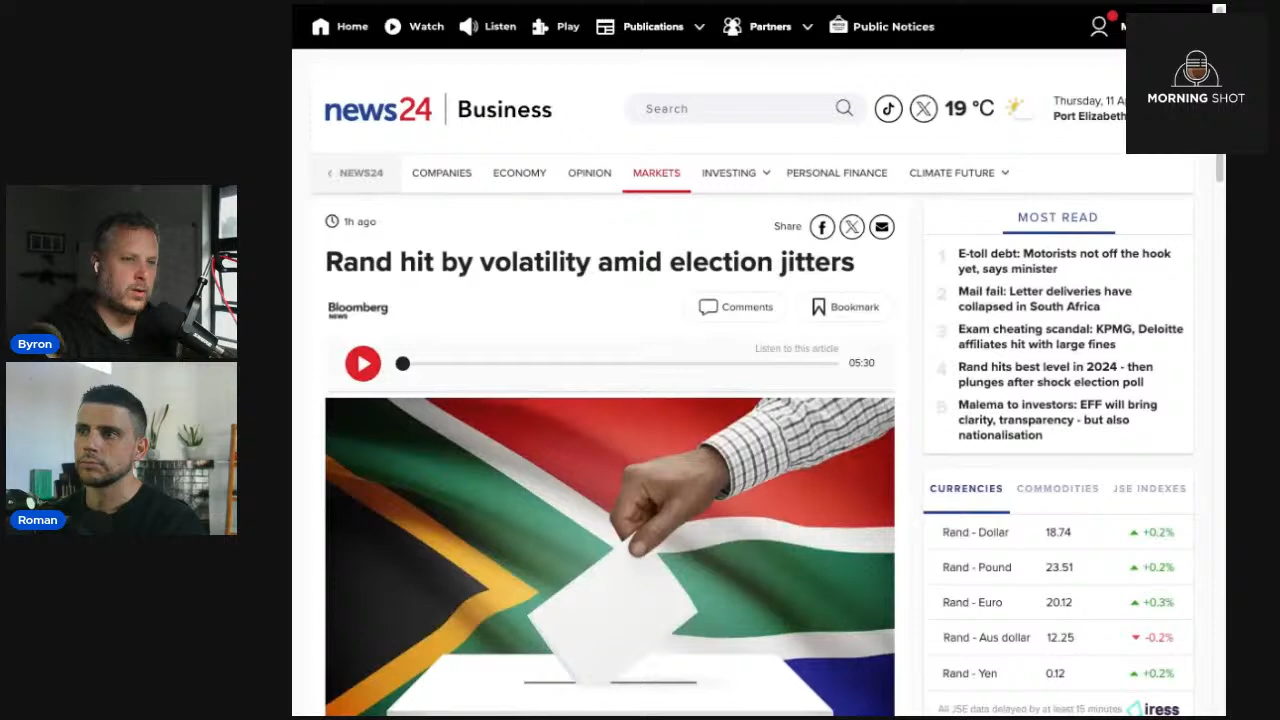 Home
Watch
Listen
Play
Publications
Partners
Public Notices
MORNING SHOT
news24 | Business
Search
19 °C
Thursday, 11
Port Elizabeth
NEWS24
COMPANIES
ECONOMY
OPINION
MARKETS
INVESTING
PERSONAL FINANCE
CLIMATE FUTURE
1h ago
Share
Rand hit by volatility amid election jitters
Bloomberg
NEWS
Comments
Bookmark
Listen to this article
05:30
MOST READ
1 E-toll debt: Motorists not off the hook
yet, says minister
2 Mail fail: Letter deliveries have
collapsed in South Africa
3 Exam cheating scandal: KPMG, Deloitte
affiliates hit with large fines
4 Rand hits best level in 2024 - then
plunges after shock election poll
5 Malema to investors: EFF will bring
clarity, transparency - but also
nationalisation
CURRENCIES COMMODITIES JSE INDEXES
Rand - Dollar 18.74 +0.2%
Rand - Pound 23.51 +0.2%
Rand - Euro 20.12 +0.3%
Rand - Aus dollar 12.25 -0.2%
Rand - Yen 0.12 +0.2%
All JSE data delayed by at least 15 minutes iress
Byron
Roman